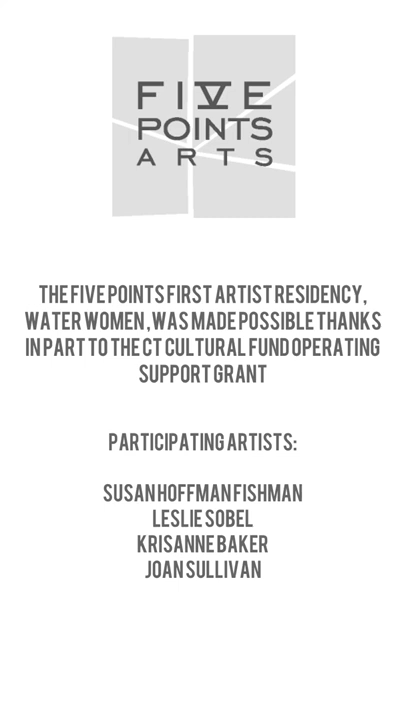 FIVE
POINTS
ARTS
THE FIVE POINTS FIRST ARTIST RESIDENCY,
WATER WOMEN, WAS MADE POSSIBLE THANKS
IN PART TO THE CT CULTURAL FUND OPERATING
SUPPORT GRANT
PARTICIPATING ARTISTS:
SUSAN HOFFMAN FISHMAN
LESLIE SOBEL
KRISANNE BAKER
JOAN SULLIVAN